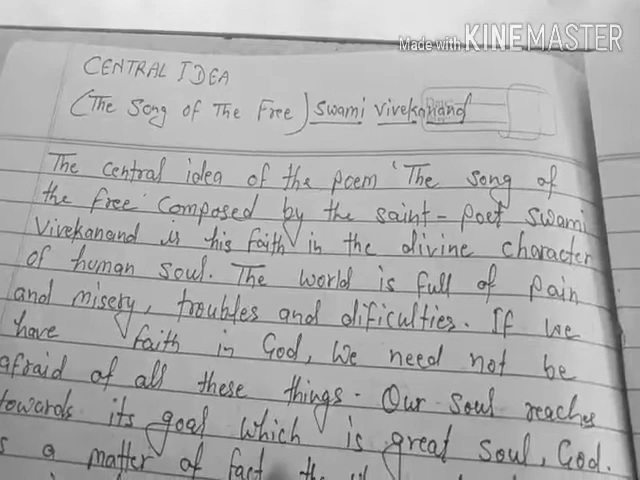 Made with KINEMASTER
CENTRAL IDEA
(The Song of The Free) Swami Vivekanand
The central idea of the poem 'The song of
the free' composed by the saint-poet swami
Vivekanand is his faith in the divine character
of human soul. The world is full of pain
and misery, troubles and dificulties. If we
have faith in God, we need not be
afraid of all these things. Our soul reaches
towards its goal which is great soul, God.
a matter of fact the